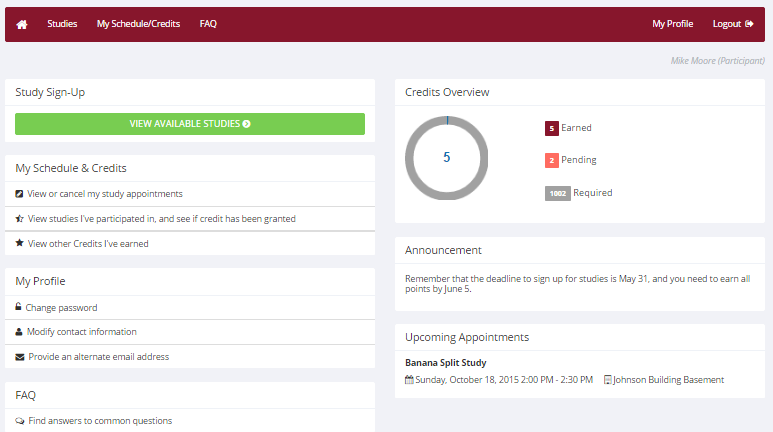 Studies My Schedule/Credits FAQ My Profile Logout
Mike Moore (Participant)
Study Sign-Up
VIEW AVAILABLE STUDIES
My Schedule & Credits
View or cancel my study appointments
View studies I've participated in, and see if credit has been granted
View other Credits I've earned
My Profile
Change password
Modify contact information
Provide an alternate email address
FAQ
Find answers to common questions
Credits Overview
5
5 Earned
2 Pending
1002 Required
Announcement
Remember that the deadline to sign up for studies is May 31, and you need to earn all
points by June 5.
Upcoming Appointments
Banana Split Study
Sunday, October 18, 2015 2:00 PM - 2:30 PM Johnson Building Basement